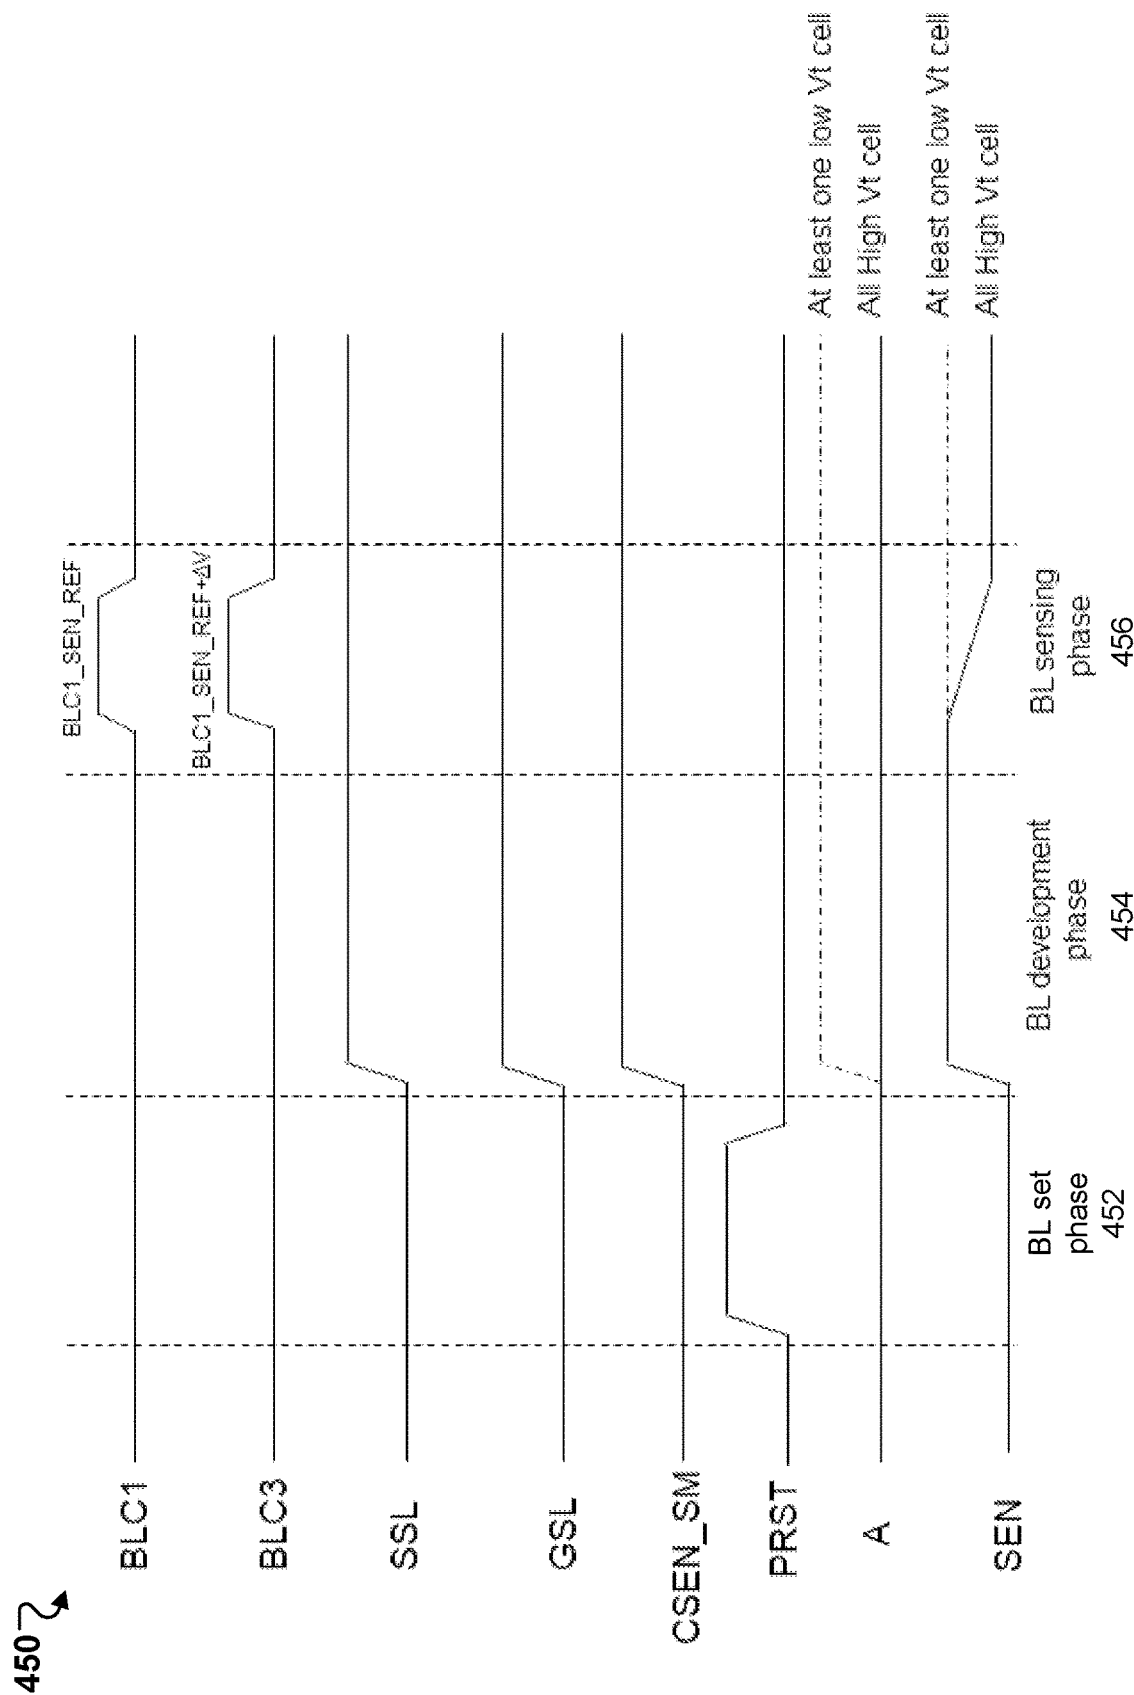 450
BLC1
BLC1_SEN_REF
BLC3
BLC1_SEN_REF+ΔV
SSL
GSL
CSEN_SM
PRST
A
At least one low Vt cell
All High Vt cell
SEN
At least one low Vt cell
All High Vt cell
BL set
phase
452
BL development
phase
454
BL sensing
phase
456